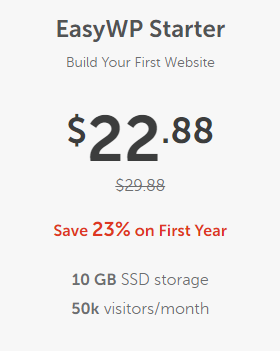 EasyWP Starter
Build Your First Website
$22.88
$29.88
Save 23% on First Year
10 GB SSD storage
50k visitors/month